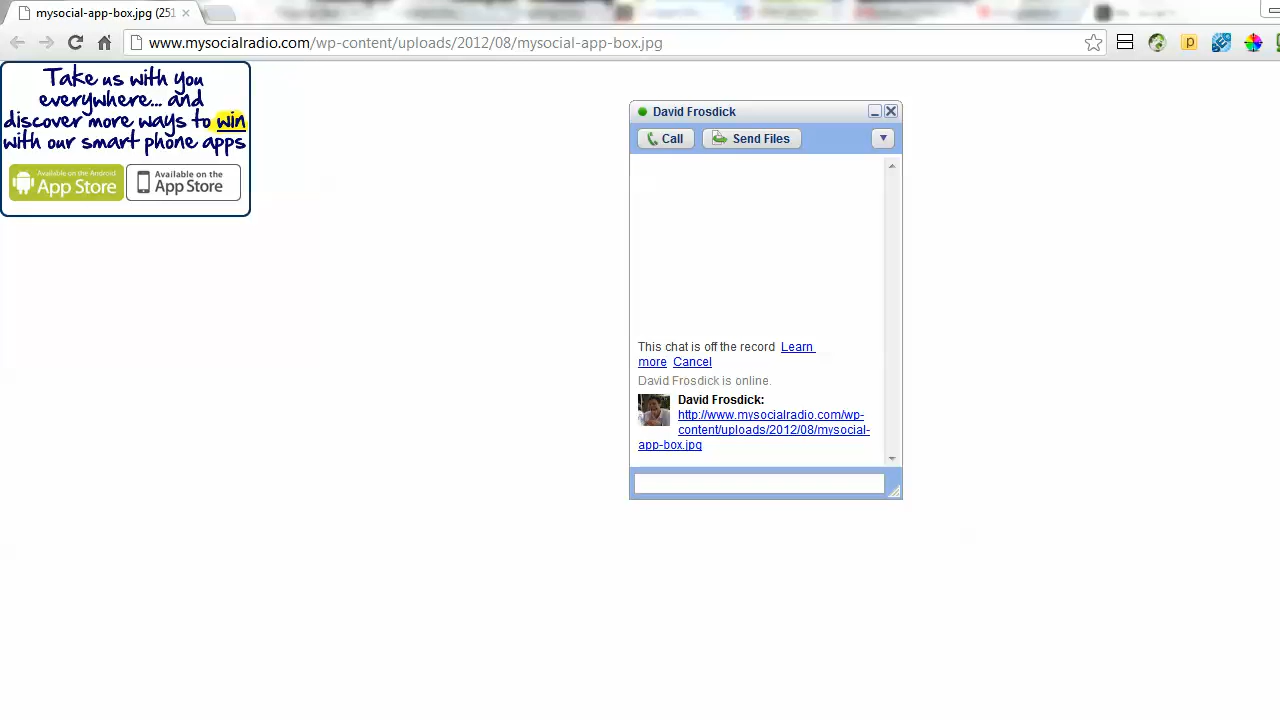 mysocial-app-box.jpg (251
www.mysocialradio.com/wp-content/uploads/2012/08/mysocial-app-box.jpg
Take us with you
everywhere... and
discover more ways to win
with our smart phone apps
Available on the Android
App Store
Available on the
App Store
David Frosdick
Call
Send Files
This chat is off the record Learn
more Cancel
David Frosdick is online.
David Frosdick:
http://www.mysocialradio.com/wp-
content/uploads/2012/08/mysocial-
app-box.jpg